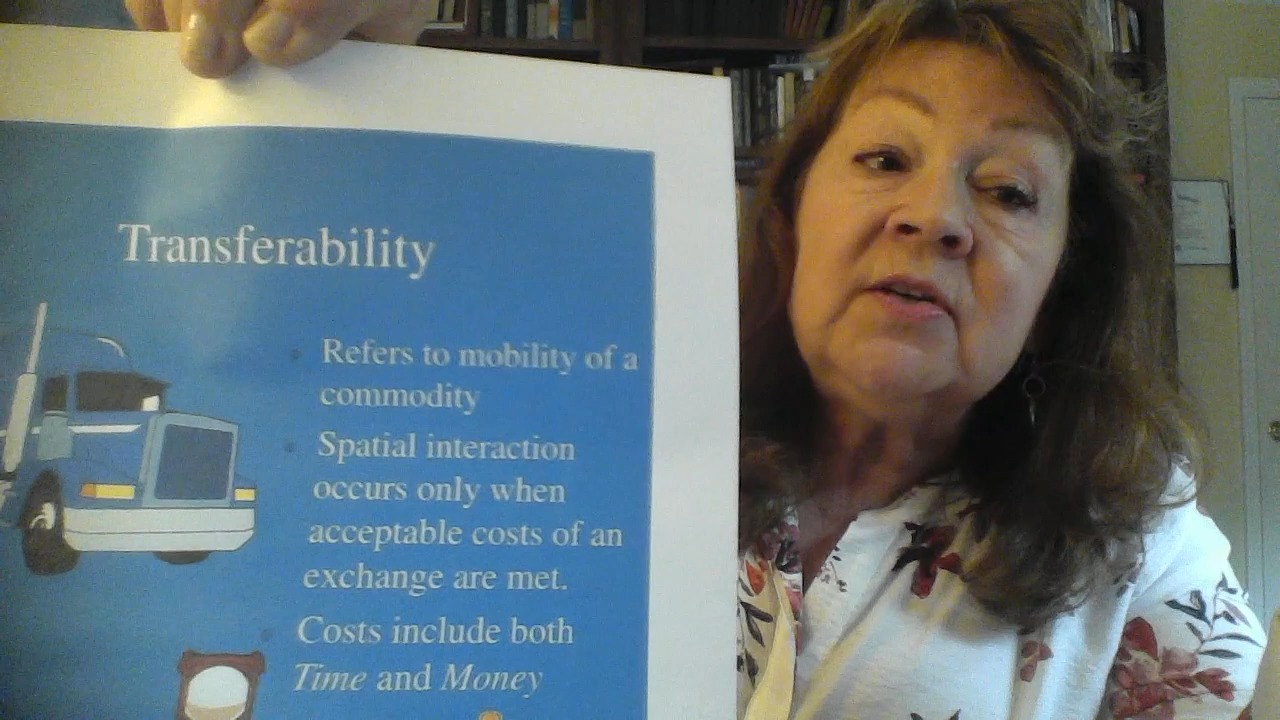 Transferability
Refers to mobility of a
commodity
Spatial interaction
occurs only when
acceptable costs of an
exchange are met.
Costs include both
Time and Money